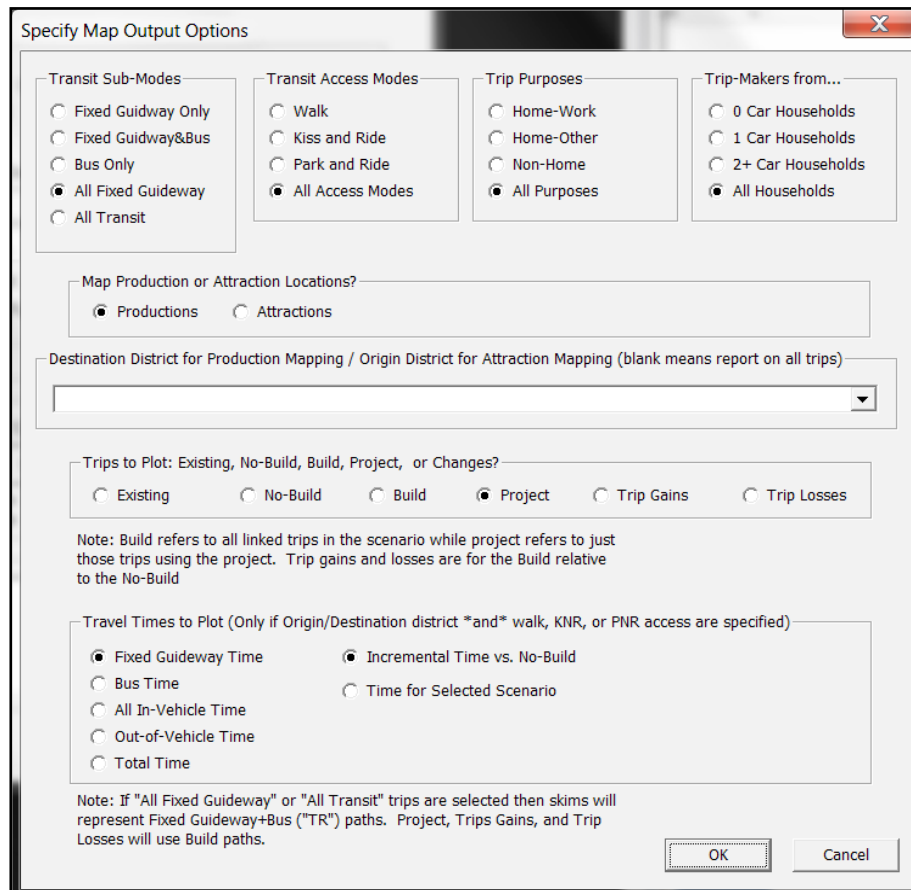 Specify Map Output Options
Transit Sub-Modes
Fixed Guidway Only
Fixed Guidway&Bus
Bus Only
All Fixed Guideway
All Transit
Transit Access Modes
Walk
Kiss and Ride
Park and Ride
All Access Modes
Trip Purposes
Home-Work
Home-Other
Non-Home
All Purposes
Trip-Makers from...
0 Car Households
1 Car Households
2+ Car Households
All Households
Map Production or Attraction Locations?
Productions Attractions
Destination District for Production Mapping / Origin District for Attraction Mapping (blank means report on all trips)
Trips to Plot: Existing, No-Build, Build, Project, or Changes?
Existing No-Build Build Project Trip Gains Trip Losses
Note: Build refers to all linked trips in the scenario while project refers to just
those trips using the project. Trip gains and losses are for the Build relative
to the No-Build
Travel Times to Plot (Only if Origin/Destination district *and* walk, KNR, or PNR access are specified)
Fixed Guideway Time
Bus Time
All In-Vehicle Time
Out-of-Vehicle Time
Total Time
Incremental Time vs. No-Build
Time for Selected Scenario
Note: If "All Fixed Guideway" or "All Transit" trips are selected then skims will
represent Fixed Guideway+Bus ("TR") paths. Project, Trips Gains, and Trip
Losses will use Build paths.
OK Cancel